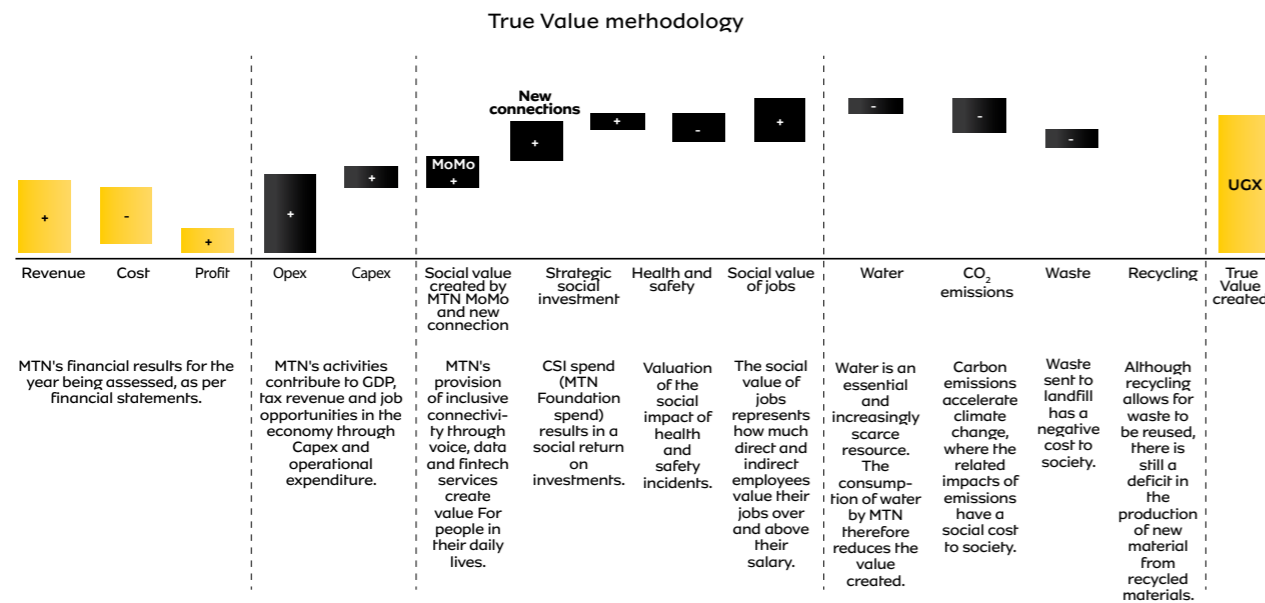 True Value methodology
New
connections
+
-
+
+
+
MoMo
+
+
+
-
+
-
-
-
UGX
Revenue
Cost
Profit
Opex
Capex
Social value
created by
MTN MoMo
and new
connection
Strategic
social
investment
Health and
safety
Social value
of jobs
Water
CO2
emissions
Waste
Recycling
True
Value
created
MTN's financial results for the
year being assessed, as per
financial statements.
MTN's activities
contribute to GDP,
tax revenue and job
opportunities in the
economy through
Capex and
operational
expenditure.
MTN's
provision
of inclusive
connectivi-
ty through
voice, data
and fintech
services
create
value For
people in
their daily
lives.
CSI spend
(MTN
Foundation
spend)
results in a
social return
on
investments.
Valuation
of the
social
impact of
health
and
safety
incidents.
The social
value of
jobs
represents
how much
direct and
indirect
employees
value their
jobs over
and above
their
salary.
Water is an
essential
and
increasingly
scarce
resource.
The
consump-
tion of water
by MTN
therefore
reduces the
value
created.
Carbon
emissions
accelerate
climate
change,
where the
related
impacts of
emissions
have a
social cost
to society.
Waste
sent to
landfill
has a
negative
cost to
society.
Although
recycling
allows for
waste to
be reused,
there is
still a
deficit in
the
production
of new
material
from
recycled
materials.